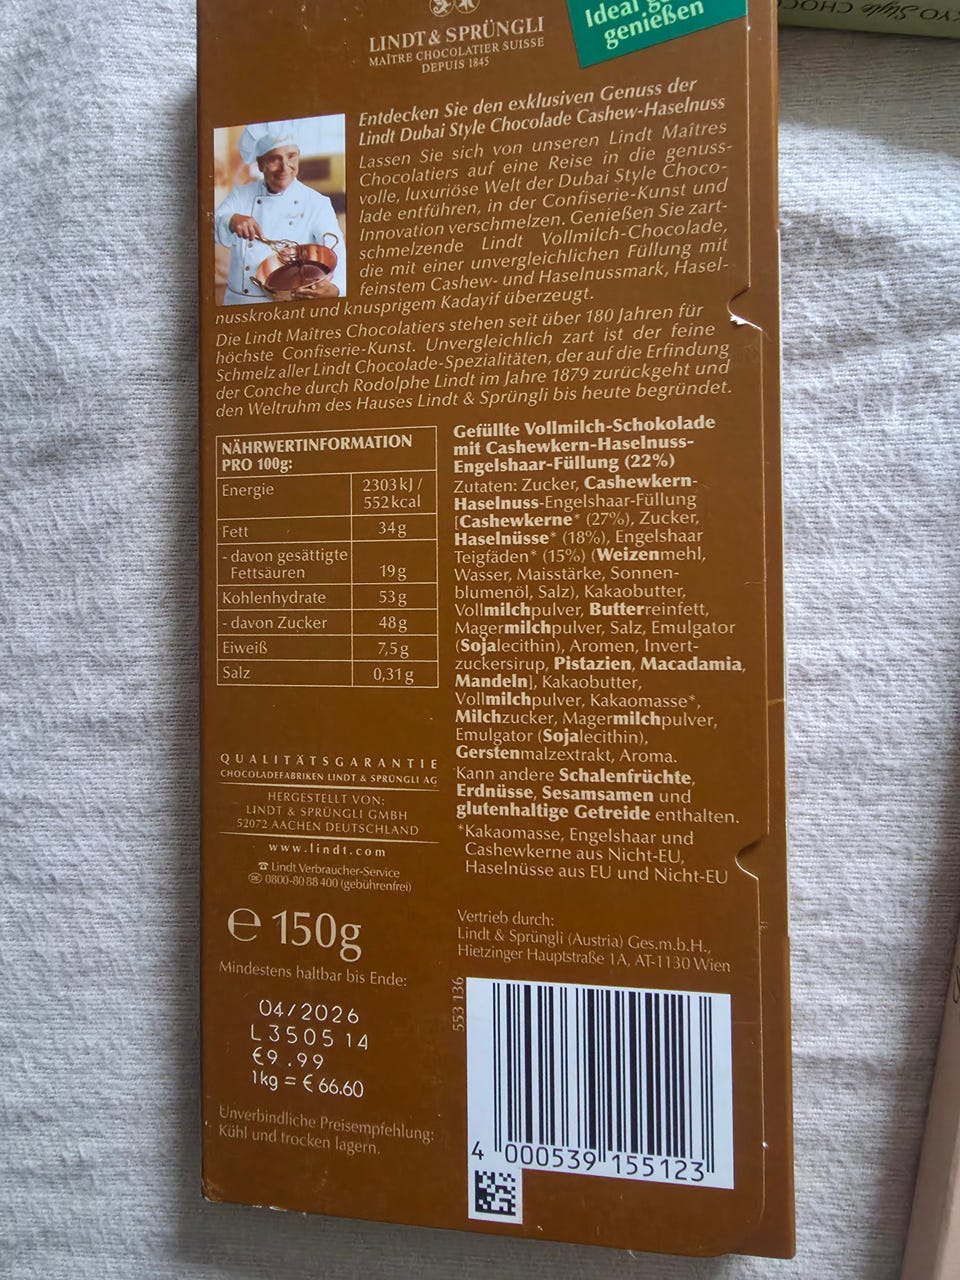 LINDT & SPRÜNGLI
MAÎTRE CHOCOLATIER SUISSE
DEPUIS 1845
Ideal
genießen
Entdecken Sie den exklusiven Genuss der
Lindt Dubai Style Chocolade Cashew-Haselnuss
Lassen Sie sich von unseren Lindt Maîtres
Chocolatiers auf eine Reise in die genuss-
volle, luxuriöse Welt der Dubai Style Choco-
lade entführen, in der Confiserie-Kunst und
Innovation verschmelzen. Genießen Sie zart-
schmelzende Lindt Vollmilch-Chocolade,
die mit einer unvergleichlichen Füllung mit
feinstem Cashew- und Haselnussmark, Hasel-
nusskrokant und knusprigem Kadayif überzeugt.
Die Lindt Maîtres Chocolatiers stehen seit über 180 Jahren für
höchste Confiserie-Kunst. Unvergleichlich zart ist der feine
Schmelz aller Lindt Chocolade-Spezialitäten, der auf die Erfindung
der Conche durch Rodolphe Lindt im Jahre 1879 zurückgeht und
den Weltruhm des Hauses Lindt & Sprüngli bis heute begründet.
NÄHRWERTINFORMATION
PRO 100g:
Energie 2303 kJ /
552 kcal
Fett 34 g
- davon gesättigte
Fettsäuren 19 g
Kohlenhydrate 53 g
- davon Zucker 48 g
Eiweiß 7,5 g
Salz 0,31 g
Gefüllte Vollmilch-Schokolade
mit Cashewkern-Haselnuss-
Engelshaar-Füllung (22%)
Zutaten: Zucker, Cashewkern-
Haselnuss-Engelshaar-Füllung
[Cashewkerne* (27%), Zucker,
Haselnüsse* (18%), Engelshaar
Teigfäden* (15%) (Weizenmehl,
Wasser, Maisstärke, Sonnen-
blumenöl, Salz), Kakaobutter,
Vollmilchpulver, Butterreinfett,
Magermilchpulver, Salz, Emulgator
(Sojalecithin), Aromen, Invert-
zuckersirup, Pistazien, Macadamia,
Mandeln], Kakaobutter,
Vollmilchpulver, Kakaomasse*,
Milchzucker, Magermilchpulver,
Emulgator (Sojalecithin),
Gerstenmalzextrakt, Aroma.
Kann andere Schalenfrüchte,
Erdnüsse, Sesamsamen und
glutenhaltige Getreide enthalten.
*Kakaomasse, Engelshaar und
Cashewkerne aus Nicht-EU,
Haselnüsse aus EU und Nicht-EU
QUALITÄTSGARANTIE
CHOCOLADEFABRIKEN LINDT & SPRÜNGLI AG
HERGESTELLT VON:
LINDT & SPRÜNGLI GMBH
52072 AACHEN DEUTSCHLAND
www.lindt.com
☎ Lindt Verbraucher-Service
DE 0800-80 88 400 (gebührenfrei)
℮ 150g
Mindestens haltbar bis Ende:
04/2026
L350514
€9.99
1kg = € 66.60
Unverbindliche Preisempfehlung:
Kühl und trocken lagern.
Vertrieb durch:
Lindt & Sprüngli (Austria) Ges.m.b.H.,
Hietzinger Hauptstraße 1A, AT-1130 Wien
553 136
4 000539 155123